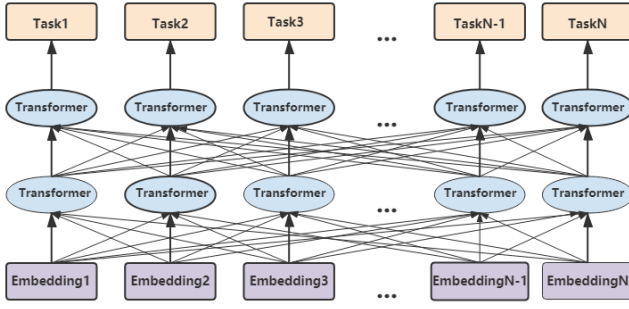 Task1 Task2 Task3 ... TaskN-1 TaskN
Transformer Transformer Transformer ... Transformer Transformer
Transformer Transformer Transformer ... Transformer Transformer
Embedding1 Embedding2 Embedding3 ... EmbeddingN-1 EmbeddingN